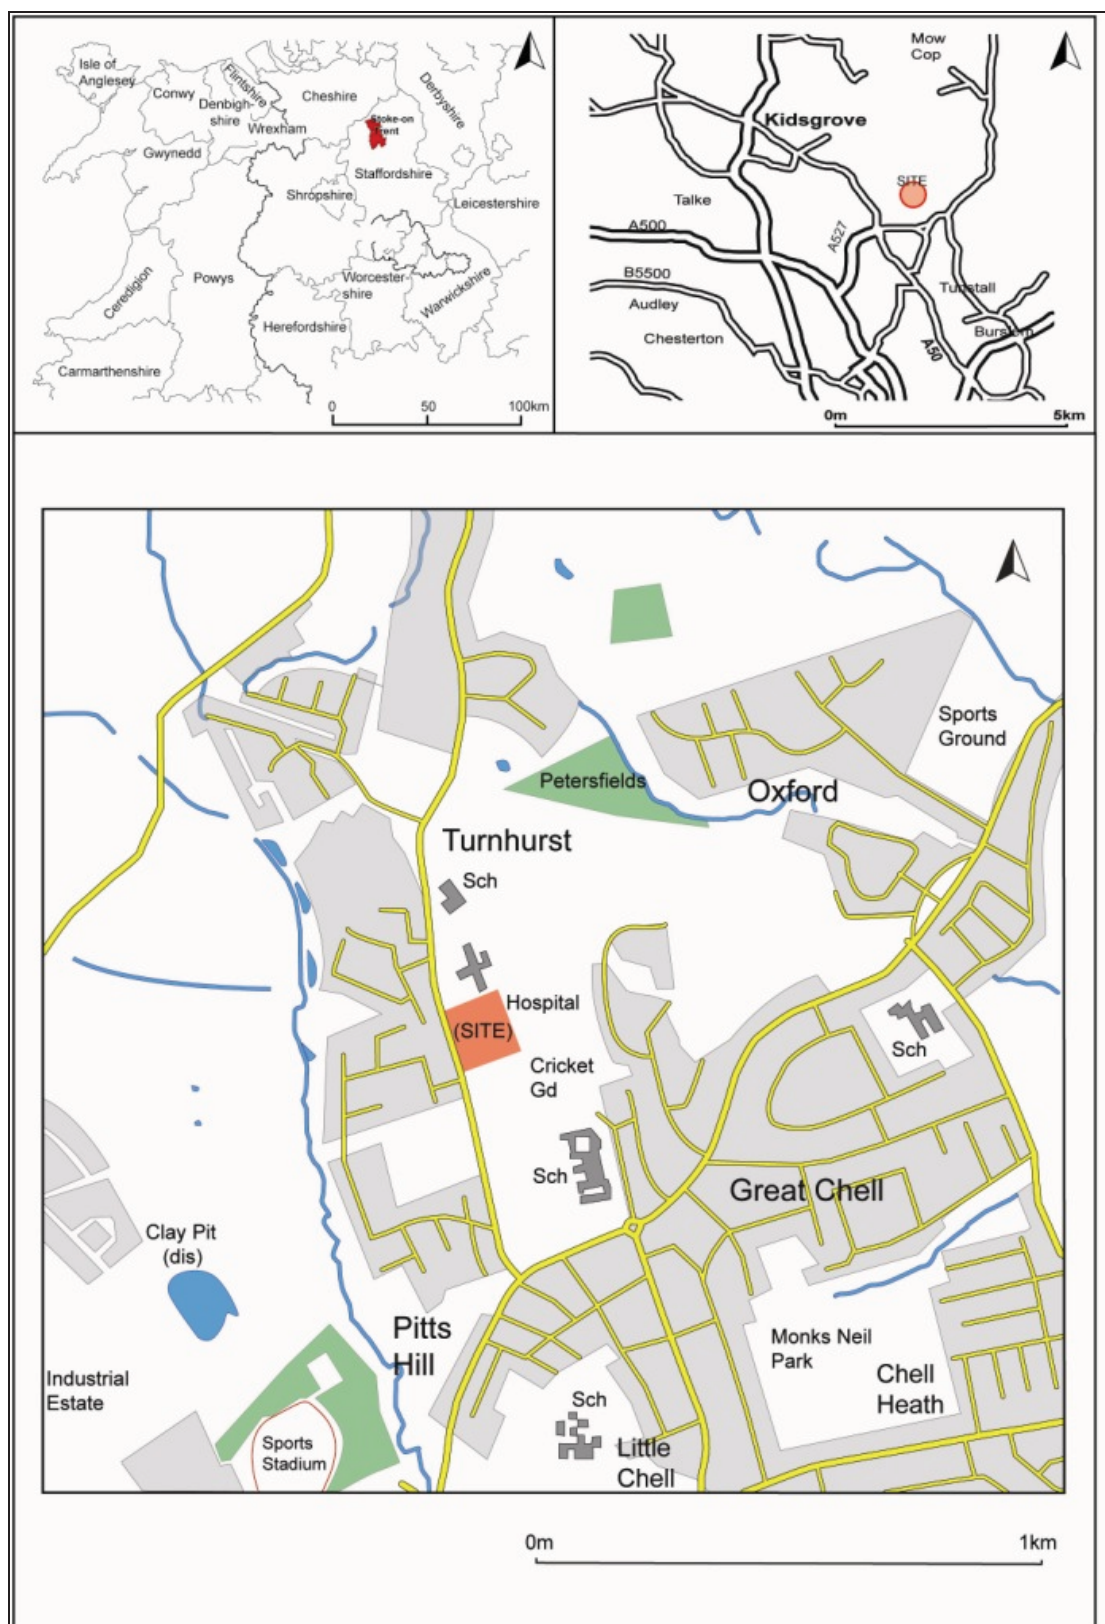 Isle of
Anglesey
Conwy
Flintshire
Denbigh-
shire
Wrexham
Cheshire
Derbyshire
Stoke-on
Trent
Gwynedd
Staffordshire
Shropshire
Leicestershire
Ceredigion
Powys
Worcester-
shire
Warwickshire
Herefordshire
Carmarthenshire
0
50
100km
Mow
Cop
Kidsgrove
SITE
Talke
A500
A527
B5500
Audley
Tunstall
Chesterton
Burslem
A50
0m
5km
Sports
Ground
Petersfields
Oxford
Turnhurst
Sch
Hospital
(SITE)
Cricket
Gd
Sch
Sch
Great Chell
Clay Pit
(dis)
Pitts
Hill
Monks Neil
Park
Industrial
Estate
Chell
Heath
Sch
Sports
Stadium
Little
Chell
0m
1km